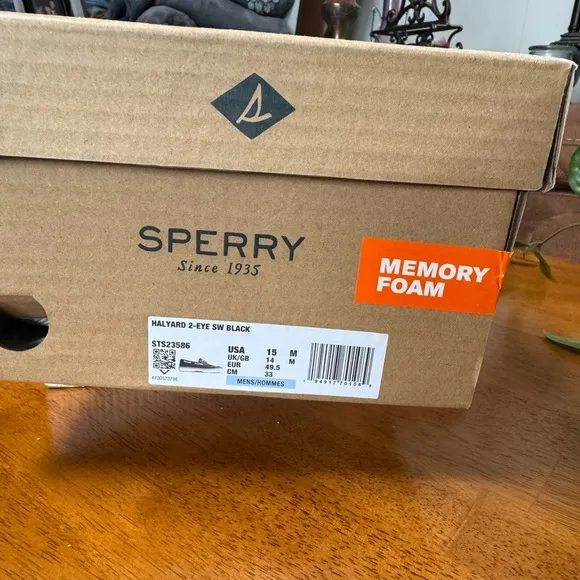 SPERRY
Since 1935
MEMORY
FOAM
HALYARD 2-EYE SW BLACK
STS23586
USA 15 M
UK/GB 14 M
EUR 49.5
CM 33
MENS/HOMMES